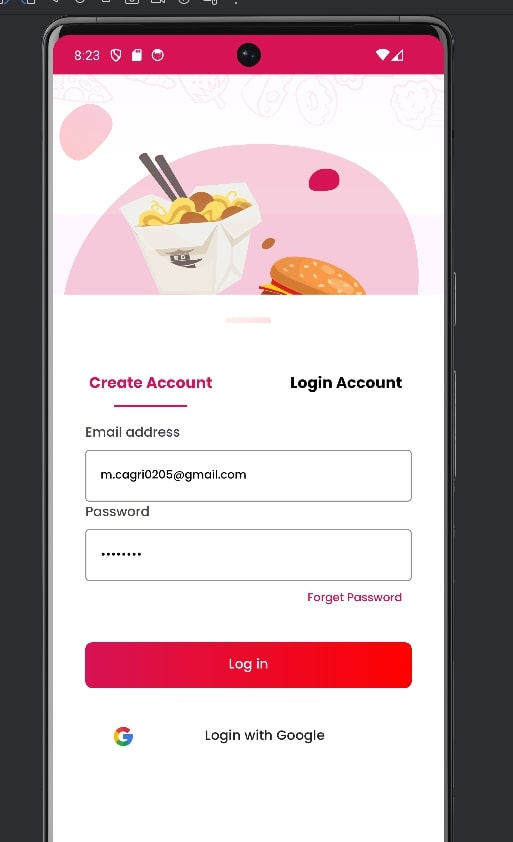 8:23
Create Account Login Account
Email address
m.cagri0205@gmail.com
Password
••••••••
Forget Password
Log in
Login with Google